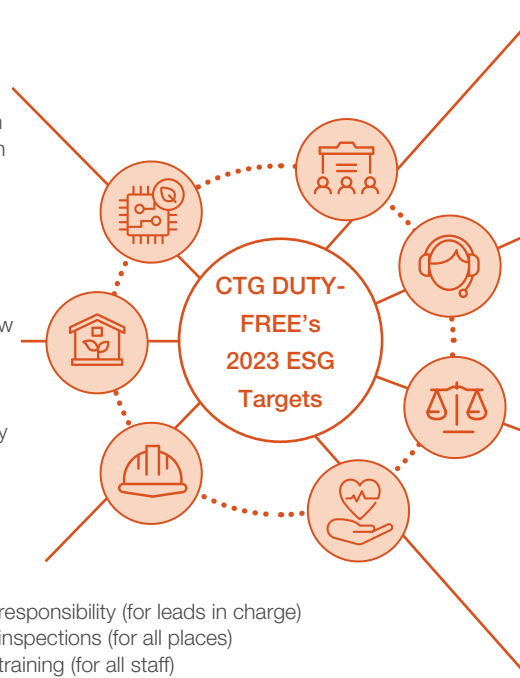 CTG DUTY-
FREE's
2023 ESG
Targets
responsibility (for leads in charge)
inspections (for all places)
training (for all staff)